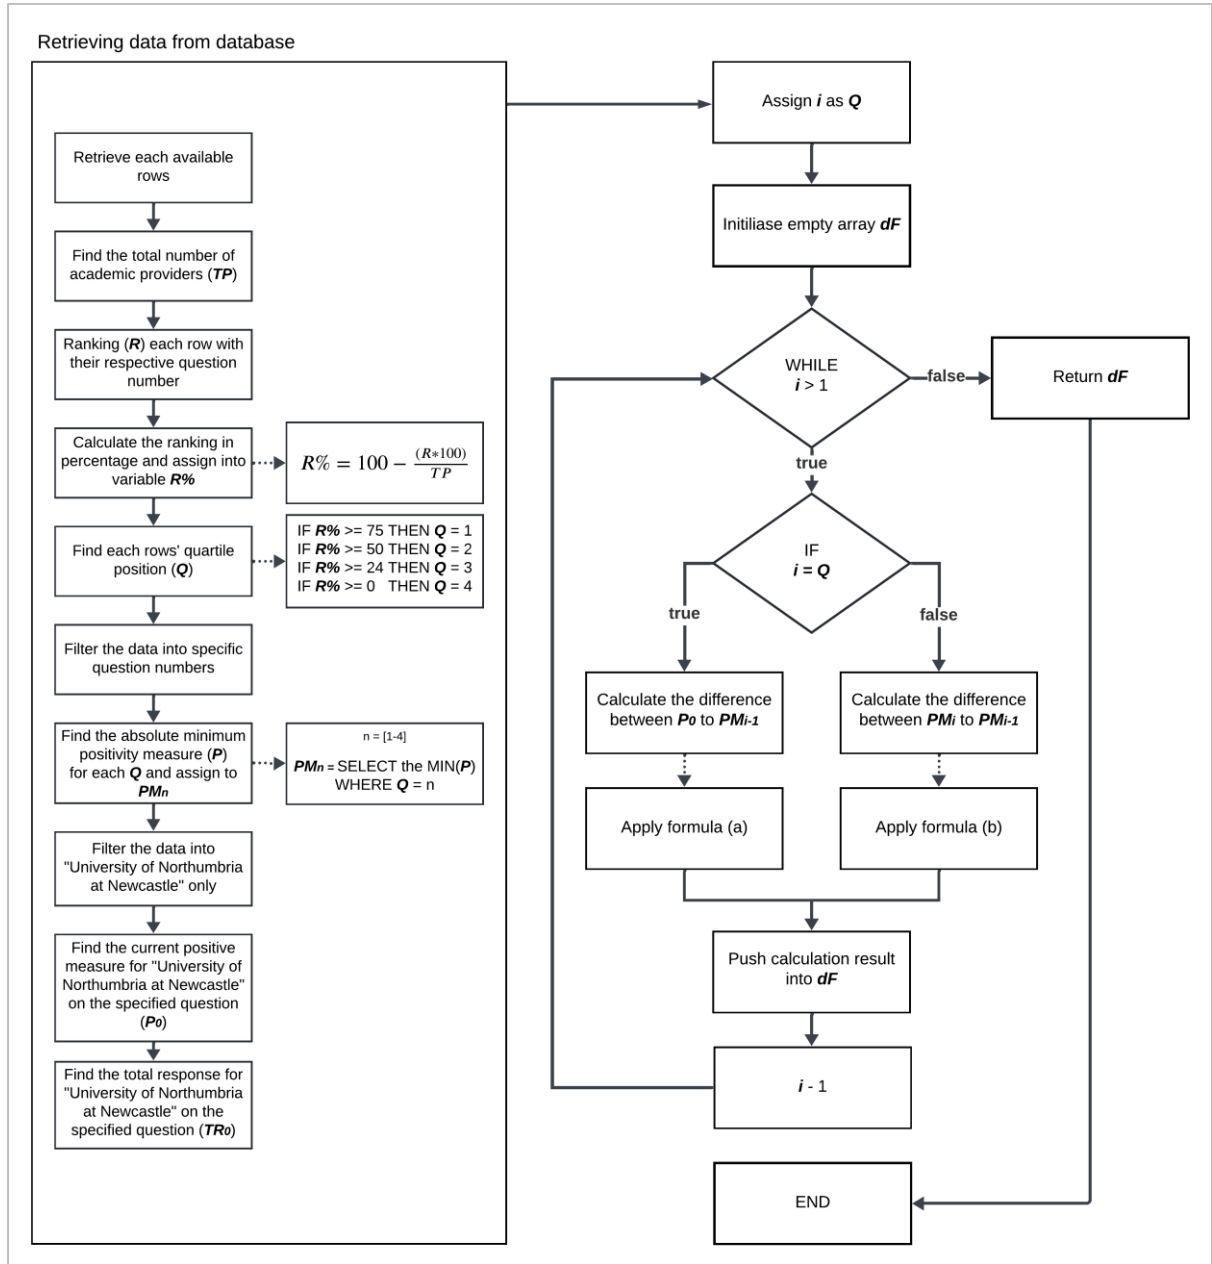 Retrieving data from database
Retrieve each available
rows
Find the total number of
academic providers (TP)
Ranking (R) each row with
their respective question
number
Calculate the ranking in
percentage and assign into
variable R%
R% = 100 − (R*100)/TP
Find each rows' quartile
position (Q)
IF R% >= 75 THEN Q = 1
IF R% >= 50 THEN Q = 2
IF R% >= 24 THEN Q = 3
IF R% >= 0 THEN Q = 4
Filter the data into specific
question numbers
Find the absolute minimum
positivity measure (P)
for each Q and assign to
PMn
n = [1-4]
PMn = SELECT the MIN(P)
WHERE Q = n
Filter the data into
"University of Northumbria
at Newcastle" only
Find the current positive
measure for "University of
Northumbria at Newcastle"
on the specified question
(P0)
Find the total response for
"University of Northumbria
at Newcastle" on the
specified question (TR0)
Assign i as Q
Initiliase empty array dF
WHILE
i > 1
false
Return dF
true
IF
i = Q
true
false
Calculate the difference
between P0 to PMi-1
Calculate the difference
between PMi to PMi-1
Apply formula (a)
Apply formula (b)
Push calculation result
into dF
i - 1
END